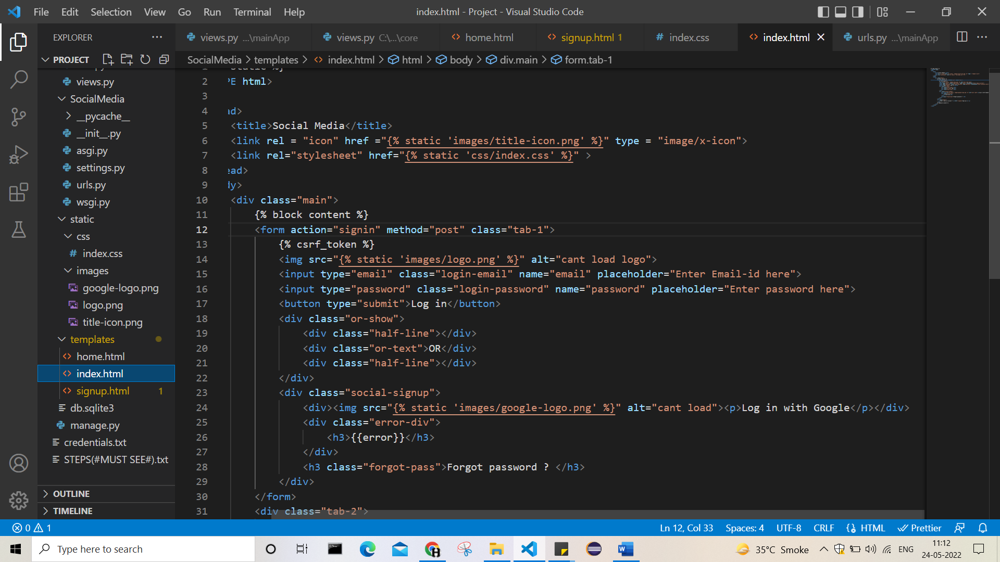 File Edit Selection View Go Run Terminal Help
index.html - Project - Visual Studio Code
EXPLORER
views.py ...\mainApp
views.py C:\...\core
home.html
signup.html 1
index.css
index.html
urls.py ...\mainApp
PROJECT
SocialMedia > templates > index.html > html > body > div.main > form.tab-1
views.py
SocialMedia
__pycache__
__init__.py
asgi.py
settings.py
urls.py
wsgi.py
static
css
index.css
images
google-logo.png
logo.png
title-icon.png
templates
home.html
index.html
signup.html 1
db.sqlite3
manage.py
credentials.txt
STEPS(#MUST SEE#).txt
OUTLINE
TIMELINE
2 PE html>
3
4 ad>
5 <title>Social Media</title>
6 <link rel = "icon" href ="{% static 'images/title-icon.png' %}" type = "image/x-icon">
7 <link rel="stylesheet" href="{% static 'css/index.css' %}" >
8 ead>
9 dy>
10 <div class="main">
11 {% block content %}
12 <form action="signin" method="post" class="tab-1">
13 {% csrf_token %}
14 <img src="{% static 'images/logo.png' %}" alt="cant load logo">
15 <input type="email" class="login-email" name="email" placeholder="Enter Email-id here">
16 <input type="password" class="login-password" name="password" placeholder="Enter password here">
17 <button type="submit">Log in</button>
18 <div class="or-show">
19 <div class="half-line"></div>
20 <div class="or-text">OR</div>
21 <div class="half-line"></div>
22 </div>
23 <div class="social-signup">
24 <div><img src="{% static 'images/google-logo.png' %}" alt="cant load"><p>Log in with Google</p></div>
25 <div class="error-div">
26 <h3>{{error}}</h3>
27 </div>
28 <h3 class="forgot-pass">Forgot password ? </h3>
29 </div>
30 </form>
31 <div class="tab-2">
0 1
Ln 12, Col 33 Spaces: 4 UTF-8 CRLF HTML Prettier
Type here to search
35°C Smoke
ENG
11:12
24-05-2022